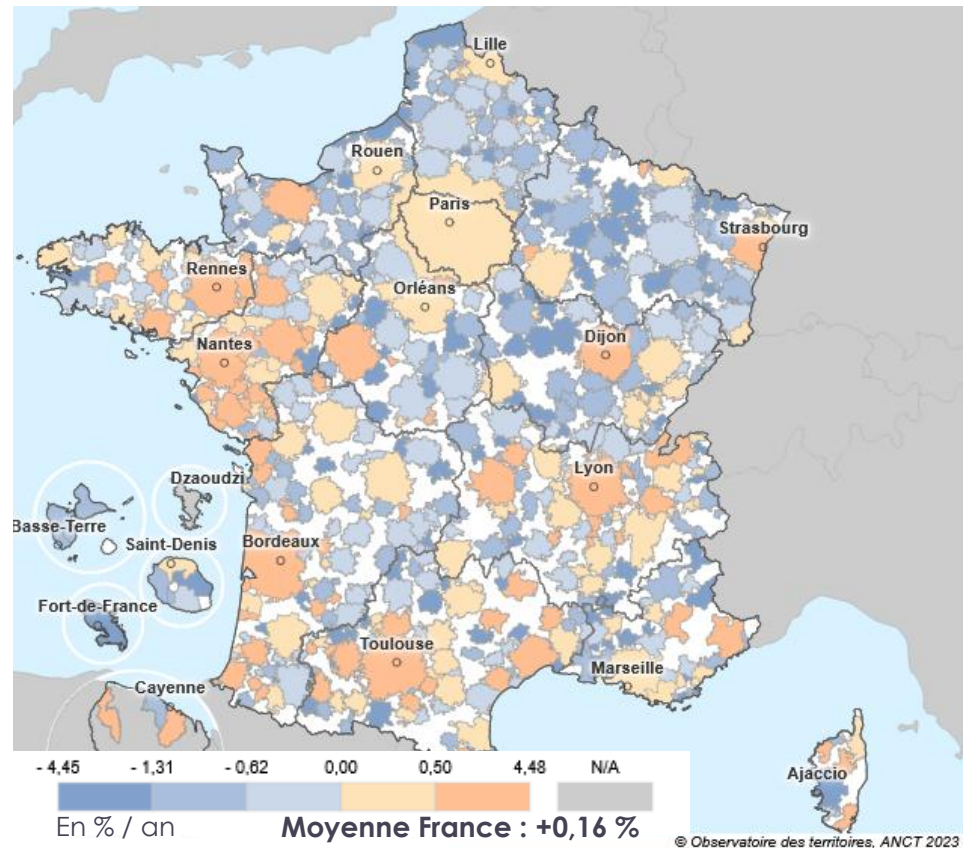 Lille
Rouen
Paris
Strasbourg
Rennes
Orléans
Nantes
Dijon
Lyon
Dzaoudzi
Basse-Terre
Saint-Denis
Bordeaux
Fort-de-France
Toulouse
Marseille
Cayenne
Ajaccio
- 4,45 - 1,31 - 0,62 0,00 0,50 4,48 N/A
En % / an Moyenne France : +0,16 %
© Observatoire des territoires, ANCT 2023